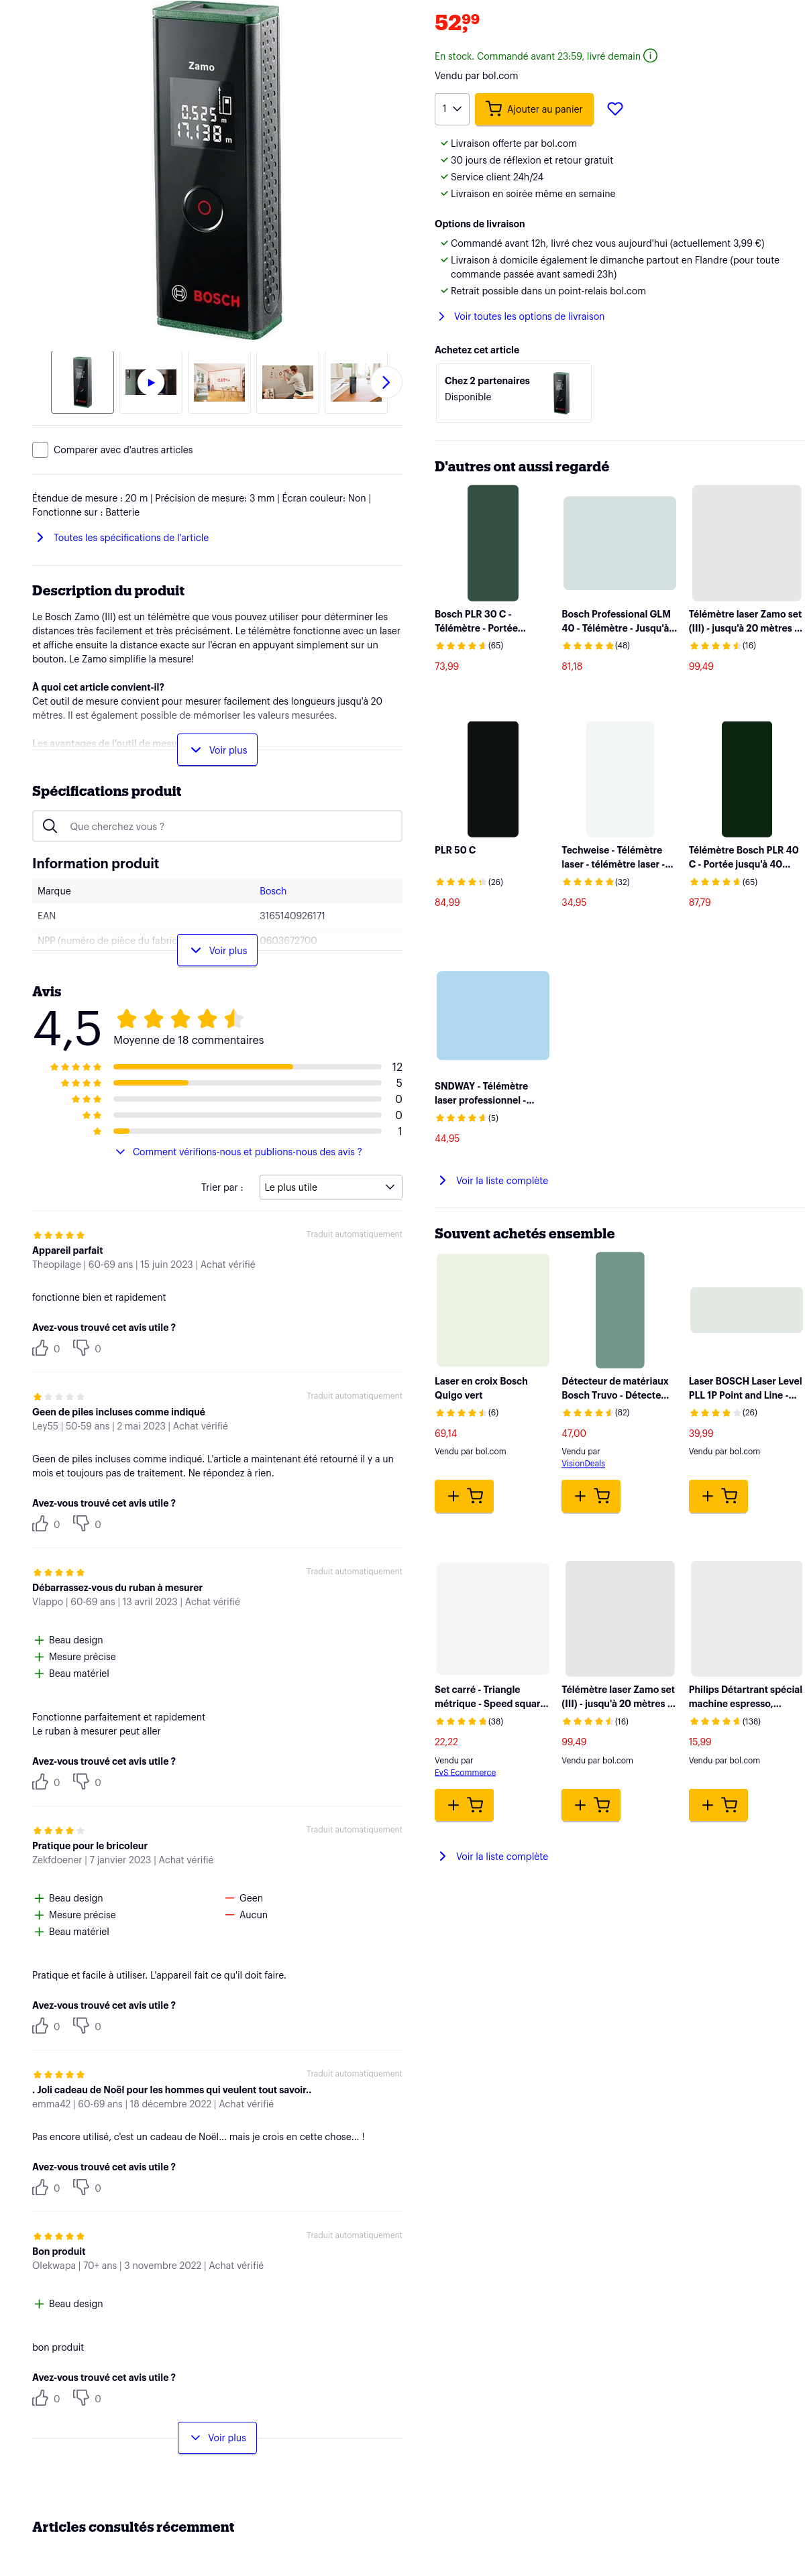 Zamo
0.525 m
17.138 m
BOSCH
Comparer avec d'autres articles
Étendue de mesure : 20 m | Précision de mesure: 3 mm | Écran couleur: Non |
Fonctionne sur : Batterie
Toutes les spécifications de l'article
Description du produit
Le Bosch Zamo (III) est un télémètre que vous pouvez utiliser pour déterminer les
distances très facilement et très précisément. Le télémètre fonctionne avec un laser
et affiche ensuite la distance exacte sur l'écran en appuyant simplement sur un
bouton. Le Zamo simplifie la mesure!
À quoi cet article convient-il?
Cet outil de mesure convient pour mesurer facilement des longueurs jusqu'à 20
mètres. Il est également possible de mémoriser les valeurs mesurées.
Les avantages de l'outil de mesu
Voir plus
Spécifications produit
Que cherchez vous ?
Information produit
Marque Bosch
EAN 3165140926171
NPP (numéro de pièce du fabric 0603672700
Voir plus
Avis
4,5
Moyenne de 18 commentaires
12
5
0
0
1
Comment vérifions-nous et publions-nous des avis ?
Trier par : Le plus utile
Traduit automatiquement
Appareil parfait
Theopilage | 60-69 ans | 15 juin 2023 | Achat vérifié
fonctionne bien et rapidement
Avez-vous trouvé cet avis utile ?
0 0
Traduit automatiquement
Geen de piles incluses comme indiqué
Ley55 | 50-59 ans | 2 mai 2023 | Achat vérifié
Geen de piles incluses comme indiqué. L'article a maintenant été retourné il y a un
mois et toujours pas de traitement. Ne répondez à rien.
Avez-vous trouvé cet avis utile ?
0 0
Traduit automatiquement
Débarrassez-vous du ruban à mesurer
Vlappo | 60-69 ans | 13 avril 2023 | Achat vérifié
Beau design
Mesure précise
Beau matériel
Fonctionne parfaitement et rapidement
Le ruban à mesurer peut aller
Avez-vous trouvé cet avis utile ?
0 0
Traduit automatiquement
Pratique pour le bricoleur
Zekfdoener | 7 janvier 2023 | Achat vérifié
Beau design Geen
Mesure précise Aucun
Beau matériel
Pratique et facile à utiliser. L'appareil fait ce qu'il doit faire.
Avez-vous trouvé cet avis utile ?
0 0
Traduit automatiquement
. Joli cadeau de Noël pour les hommes qui veulent tout savoir..
emma42 | 60-69 ans | 18 décembre 2022 | Achat vérifié
Pas encore utilisé, c'est un cadeau de Noël... mais je crois en cette chose... !
Avez-vous trouvé cet avis utile ?
0 0
Traduit automatiquement
Bon produit
Olekwapa | 70+ ans | 3 novembre 2022 | Achat vérifié
Beau design
bon produit
Avez-vous trouvé cet avis utile ?
0 0
Voir plus
Articles consultés récemment
52,99
En stock. Commandé avant 23:59, livré demain
Vendu par bol.com
1
Ajouter au panier
Livraison offerte par bol.com
30 jours de réflexion et retour gratuit
Service client 24h/24
Livraison en soirée même en semaine
Options de livraison
Commandé avant 12h, livré chez vous aujourd'hui (actuellement 3,99 €)
Livraison à domicile également le dimanche partout en Flandre (pour toute
commande passée avant samedi 23h)
Retrait possible dans un point-relais bol.com
Voir toutes les options de livraison
Achetez cet article
Chez 2 partenaires
Disponible
D'autres ont aussi regardé
Bosch PLR 30 C -
Télémètre - Portée...
(65)
73,99
Bosch Professional GLM
40 - Télémètre - Jusqu'à...
(48)
81,18
Télémètre laser Zamo set
(III) - jusqu'à 20 mètres ...
(16)
99,49
PLR 50 C
(26)
84,99
Techweise - Télémètre
laser - télémètre laser -...
(32)
34,95
Télémètre Bosch PLR 40
C - Portée jusqu'à 40...
(65)
87,79
SNDWAY - Télémètre
laser professionnel -...
(5)
44,95
Voir la liste complète
Souvent achetés ensemble
Laser en croix Bosch
Quigo vert
(6)
69,14
Vendu par bol.com
Détecteur de matériaux
Bosch Truvo - Détecte...
(82)
47,00
Vendu par
VisionDeals
Laser BOSCH Laser Level
PLL 1P Point and Line -...
(26)
39,99
Vendu par bol.com
Set carré - Triangle
métrique - Speed squar...
(38)
22,22
Vendu par
EvS Ecommerce
Télémètre laser Zamo set
(III) - jusqu'à 20 mètres ...
(16)
99,49
Vendu par bol.com
Philips Détartrant spécial
machine espresso,...
(138)
15,99
Vendu par bol.com
Voir la liste complète